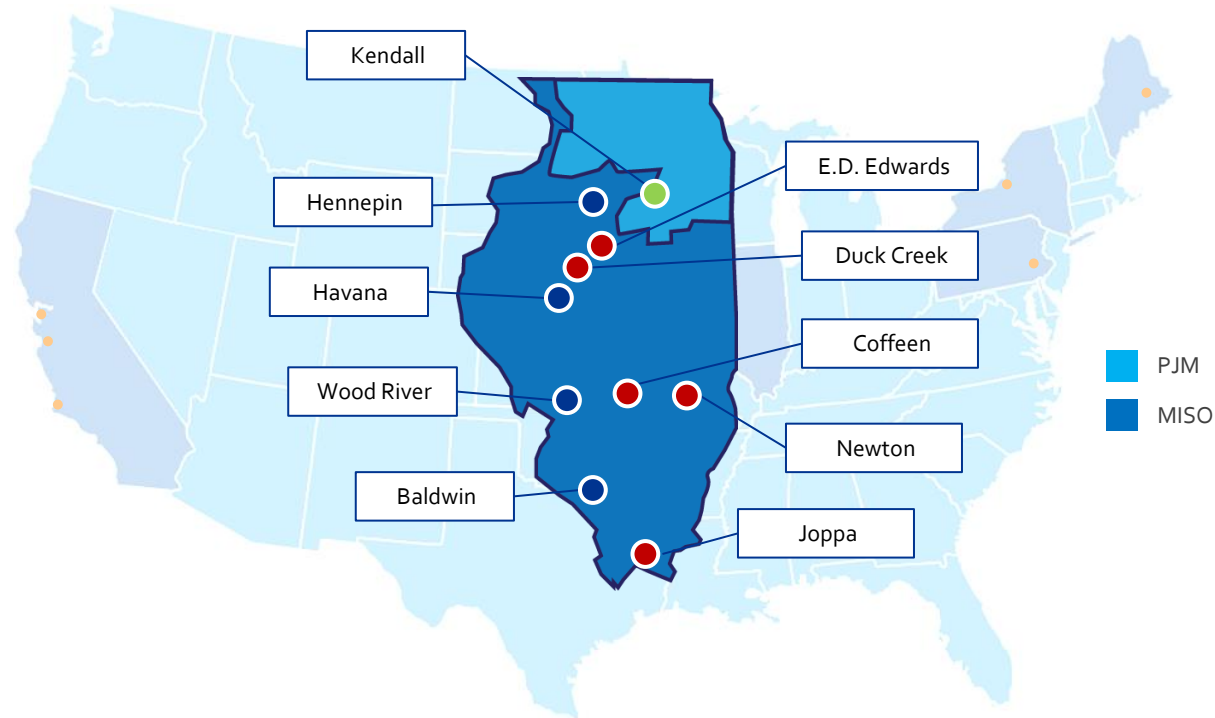 Kendall
E.D. Edwards
Hennepin
Duck Creek
Havana
Coffeen
PJM
Wood River
MISO
Newton
Baldwin
Joppa